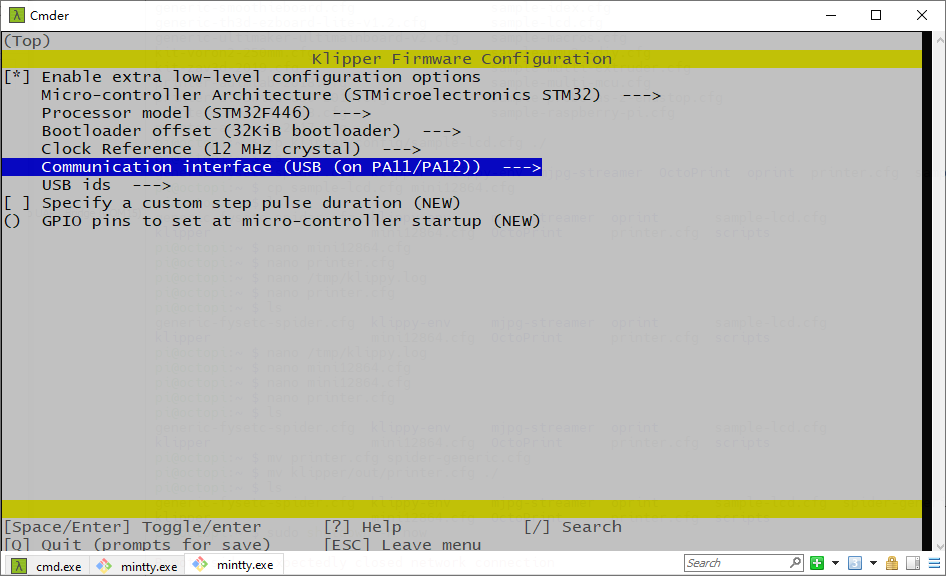 Cmder
(Top)
Klipper Firmware Configuration
[*] Enable extra low-level configuration options
Micro-controller Architecture (STMicroelectronics STM32) --->
Processor model (STM32F446) --->
Bootloader offset (32KiB bootloader) --->
Clock Reference (12 MHz crystal) --->
Communication interface (USB (on PA11/PA12)) --->
USB ids --->
[ ] Specify a custom step pulse duration (NEW)
() GPIO pins to set at micro-controller startup (NEW)
[Space/Enter] Toggle/enter [?] Help [/] Search
[Q] Quit (prompts for save) [ESC] Leave menu
cmd.exe mintty.exe mintty.exe Search